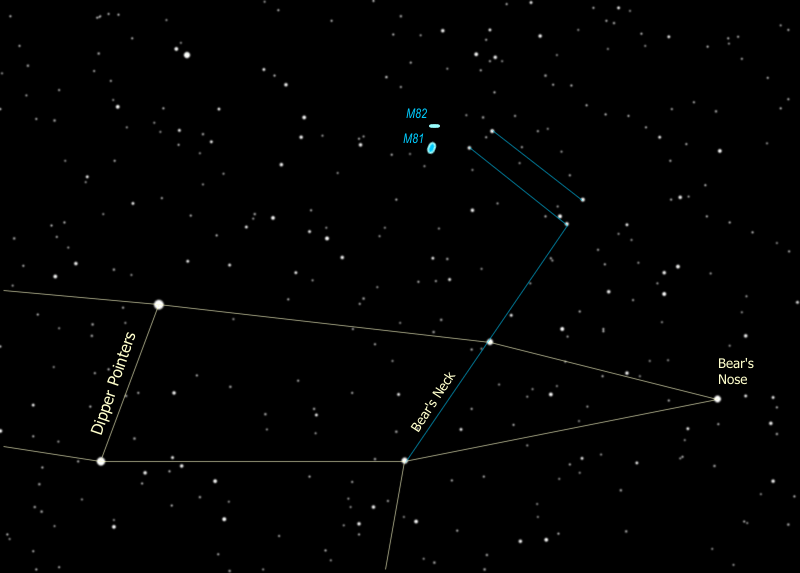 M82
M81
Dipper Pointers
Bear's Neck
Bear's
Nose